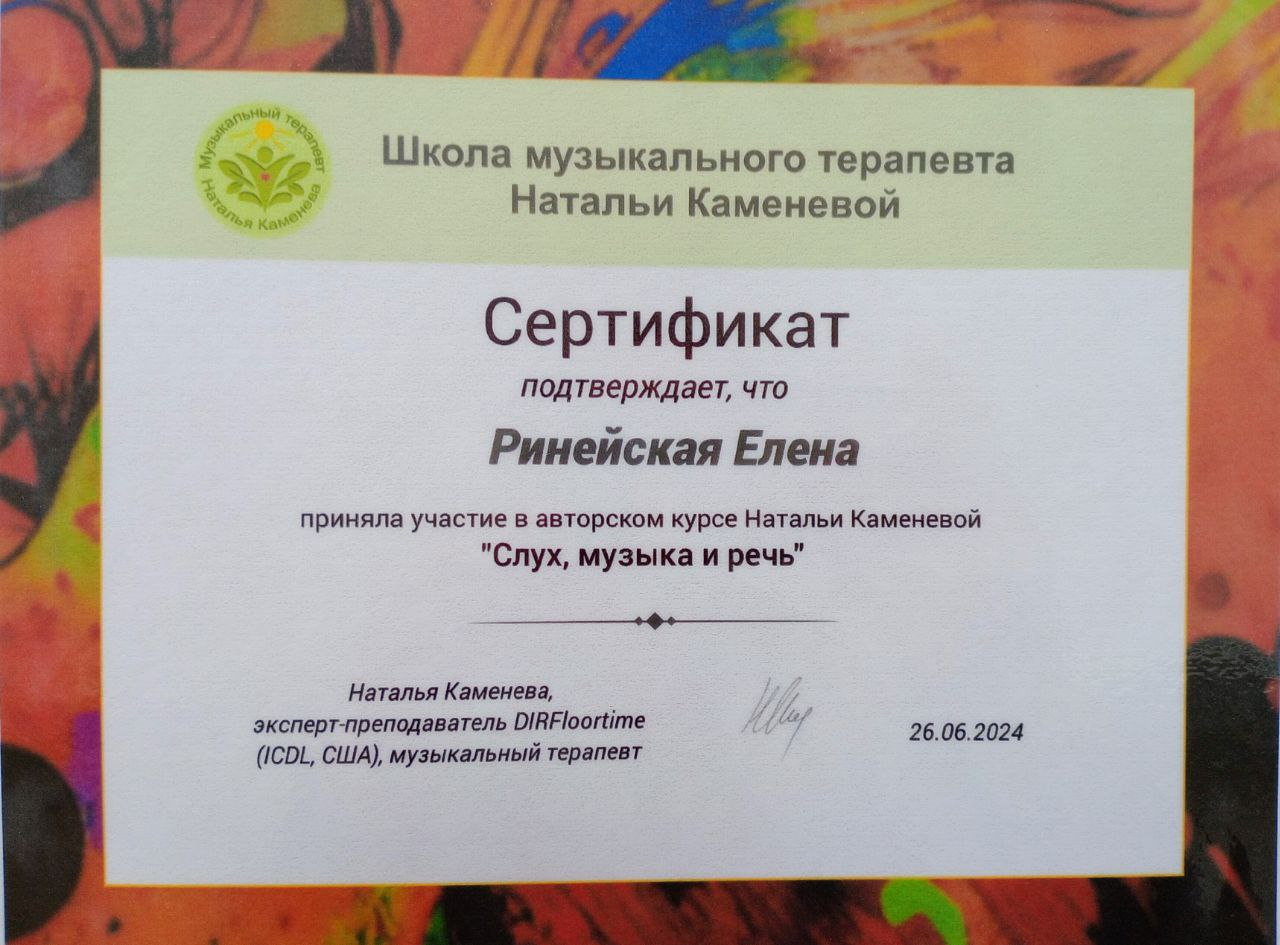 Музыкальный терапевт
Наталья Каменева
Школа музыкального терапевта
Натальи Каменевой
Сертификат
подтверждает, что
Ринейская Елена
приняла участие в авторском курсе Натальи Каменевой
"Слух, музыка и речь"
Наталья Каменева,
эксперт-преподаватель DIRFloortime
(ICDL, США), музыкальный терапевт
26.06.2024